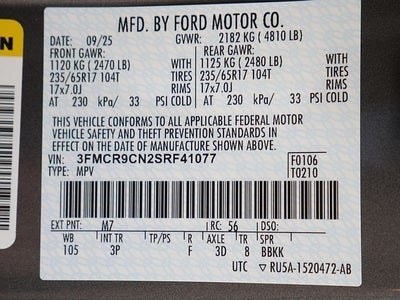 MFD. BY FORD MOTOR CO.
DATE: 09/25 GVWR: 2182 KG ( 4810 LB)
FRONT GAWR: REAR GAWR:
1120 KG ( 2470 LB) WITH 1125 KG ( 2480 LB) WITH
235/65R17 104T TIRES 235/65R17 104T TIRES
17x7.0J RIMS 17x7.0J RIMS
AT 230 kPa/ 33 PSI COLD AT 230 kPa/ 33 PSI COLD
THIS VEHICLE CONFORMS TO ALL APPLICABLE FEDERAL MOTOR
VEHICLE SAFETY AND THEFT PREVENTION STANDARDS IN
EFFECT ON THE DATE OF MANUFACTURE SHOWN ABOVE.
VIN: 3FMCR9CN2SRF41077 F0106
TYPE: MPV T0210
EXT PNT: M7 RC: 56 DSO:
WB INT TR TP/PS R AXLE TR SPR
105 3P F 3D 8 BBKK
UTC ▽ RU5A-1520472-AB